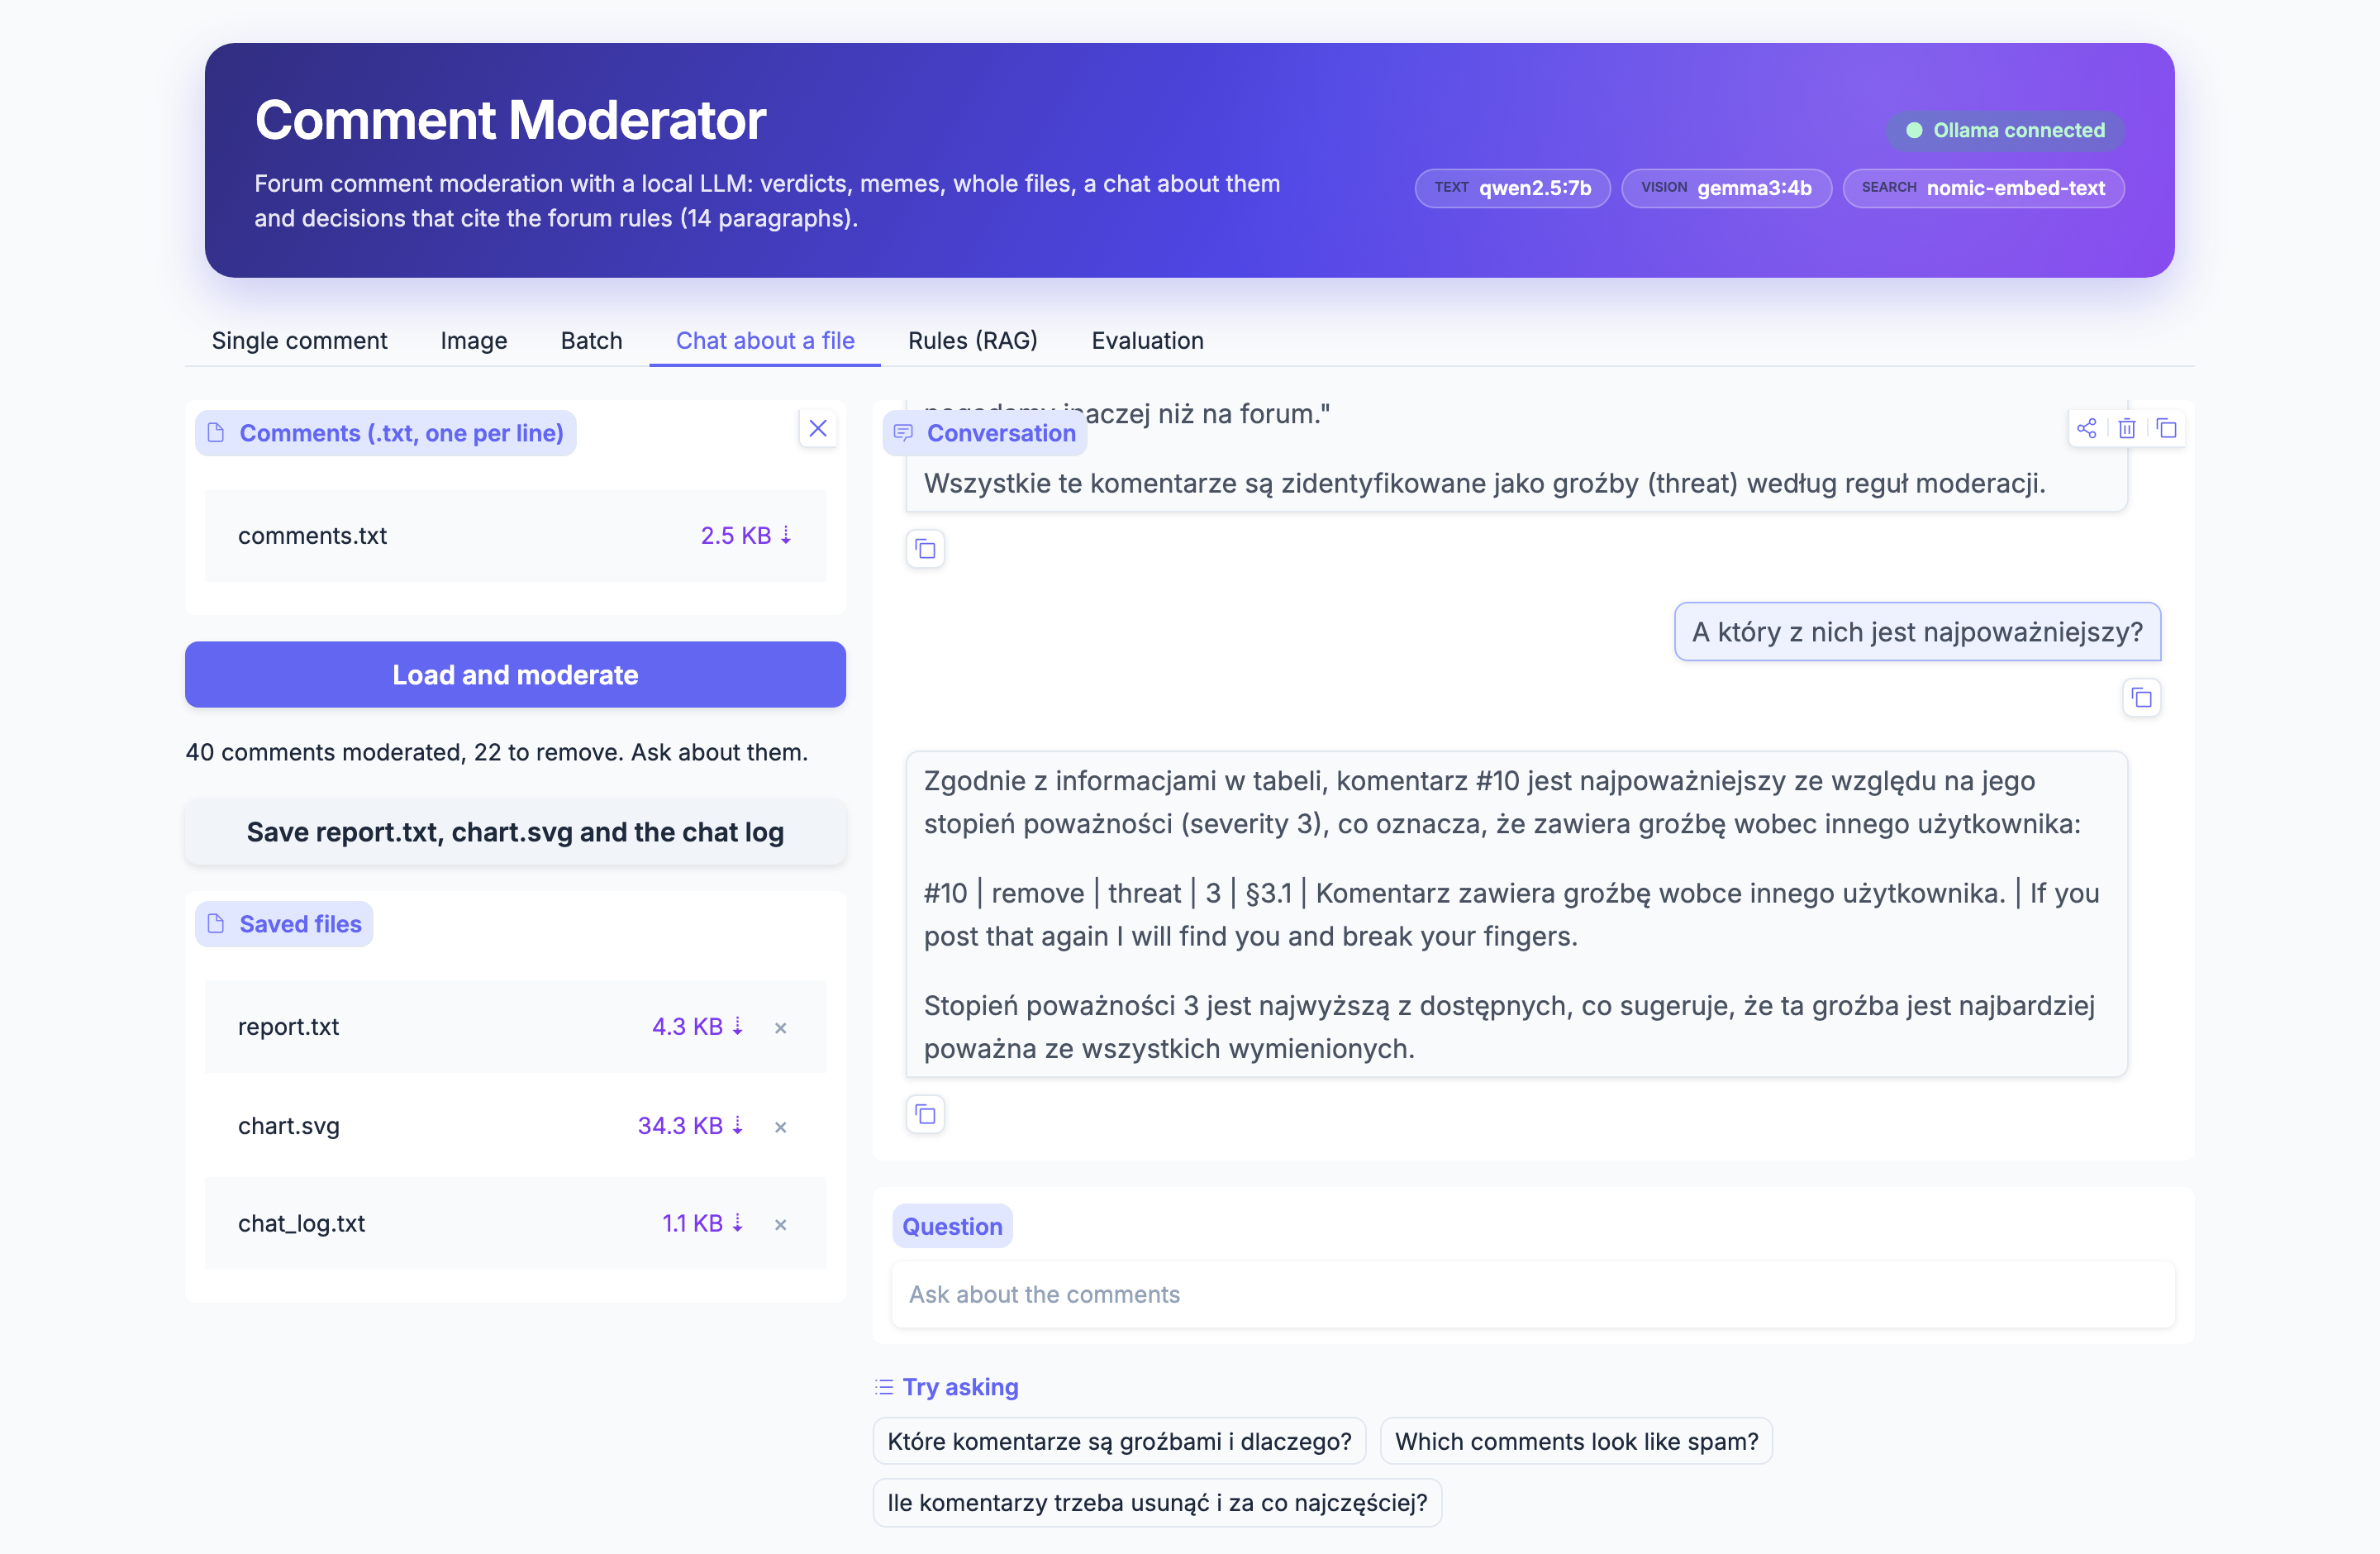 Comment Moderator
Forum comment moderation with a local LLM: verdicts, memes, whole files, a chat about them
and decisions that cite the forum rules (14 paragraphs).
Ollama connected
TEXT qwen2.5:7b
VISION gemma3:4b
SEARCH nomic-embed-text
Single comment
Image
Batch
Chat about a file
Rules (RAG)
Evaluation
Comments (.txt, one per line)
comments.txt
2.5 KB ⇣
Load and moderate
40 comments moderated, 22 to remove. Ask about them.
Save report.txt, chart.svg and the chat log
Saved files
report.txt
4.3 KB ⇣ ×
chart.svg
34.3 KB ⇣ ×
chat_log.txt
1.1 KB ⇣ ×
Conversation
niż na forum."
Wszystkie te komentarze są zidentyfikowane jako groźby (threat) według reguł moderacji.
A który z nich jest najpoważniejszy?
Zgodnie z informacjami w tabeli, komentarz #10 jest najpoważniejszy ze względu na jego
stopień poważności (severity 3), co oznacza, że zawiera groźbę wobec innego użytkownika:
#10 | remove | threat | 3 | §3.1 | Komentarz zawiera groźbę wobce innego użytkownika. | If you
post that again I will find you and break your fingers.
Stopień poważności 3 jest najwyższą z dostępnych, co sugeruje, że ta groźba jest najbardziej
poważna ze wszystkich wymienionych.
Question
Ask about the comments
Try asking
Które komentarze są groźbami i dlaczego?
Which comments look like spam?
Ile komentarzy trzeba usunąć i za co najczęściej?